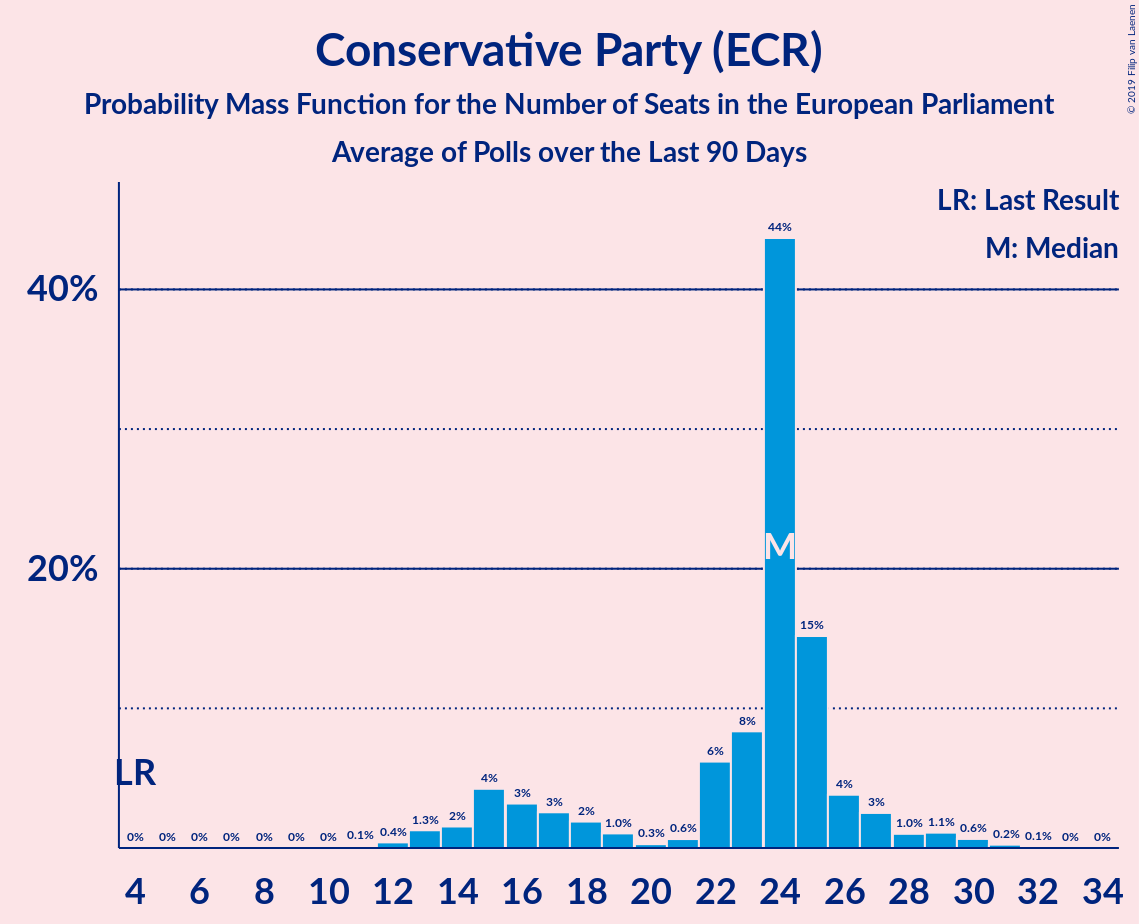 Conservative Party (ECR)
Probability Mass Function for the Number of Seats in the European Parliament
Average of Polls over the Last 90 Days
© 2019 Filip van Laenen
LR: Last Result
M: Median
40%
20%
LR
M
0% 0% 0% 0% 0% 0% 0% 0.1% 0.4% 1.3% 2% 4% 3% 3% 2% 1.0% 0.3% 0.6% 6% 8% 44% 15% 4% 3% 1.0% 1.1% 0.6% 0.2% 0.1% 0% 0%
4 6 8 10 12 14 16 18 20 22 24 26 28 30 32 34